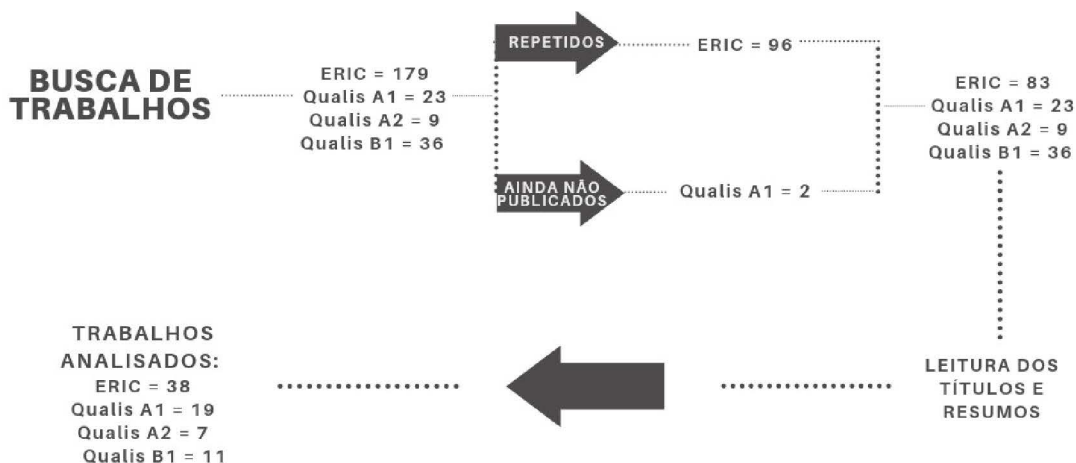 BUSCA DE
TRABALHOS
ERIC = 179
Qualis A1 = 23
Qualis A2 = 9
Qualis B1 = 36
REPETIDOS
ERIC = 96
AINDA NÃO
PUBLICADOS
Qualis A1 = 2
ERIC = 83
Qualis A1 = 23
Qualis A2 = 9
Qualis B1 = 36
LEITURA DOS
TÍTULOS E
RESUMOS
TRABALHOS
ANALISADOS:
ERIC = 38
Qualis A1 = 19
Qualis A2 = 7
Qualis B1 = 11